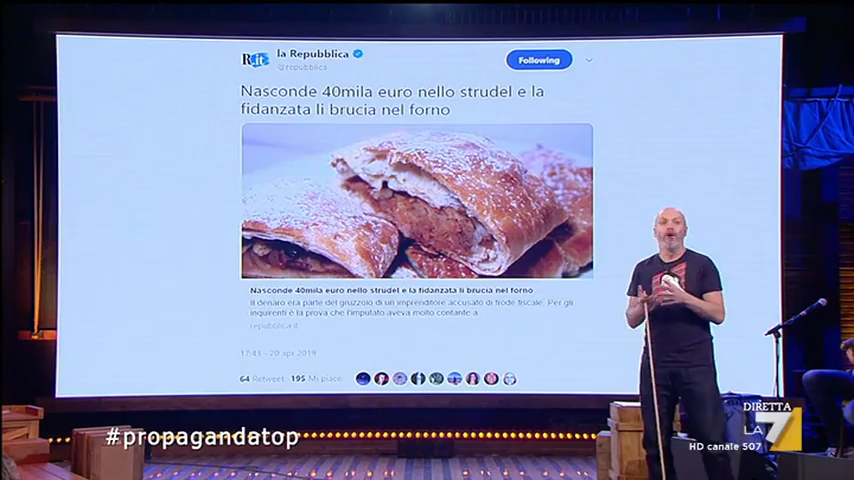 R.it
la Repubblica
@repubblica
Following
Nasconde 40mila euro nello strudel e la
fidanzata li brucia nel forno
Nasconde 40mila euro nello strudel e la fidanzata li brucia nel forno
Il denaro era parte del gruzzolo di un imprenditore accusato di frode fiscale. Per gli
inquirenti è la prova che l'imputato aveva molto contante a
repubblica.it
17:43 - 20 apr 2019
64 Retweet 195 Mi piace
#propagandatop
DIRETTA
LA7
HD canale 507